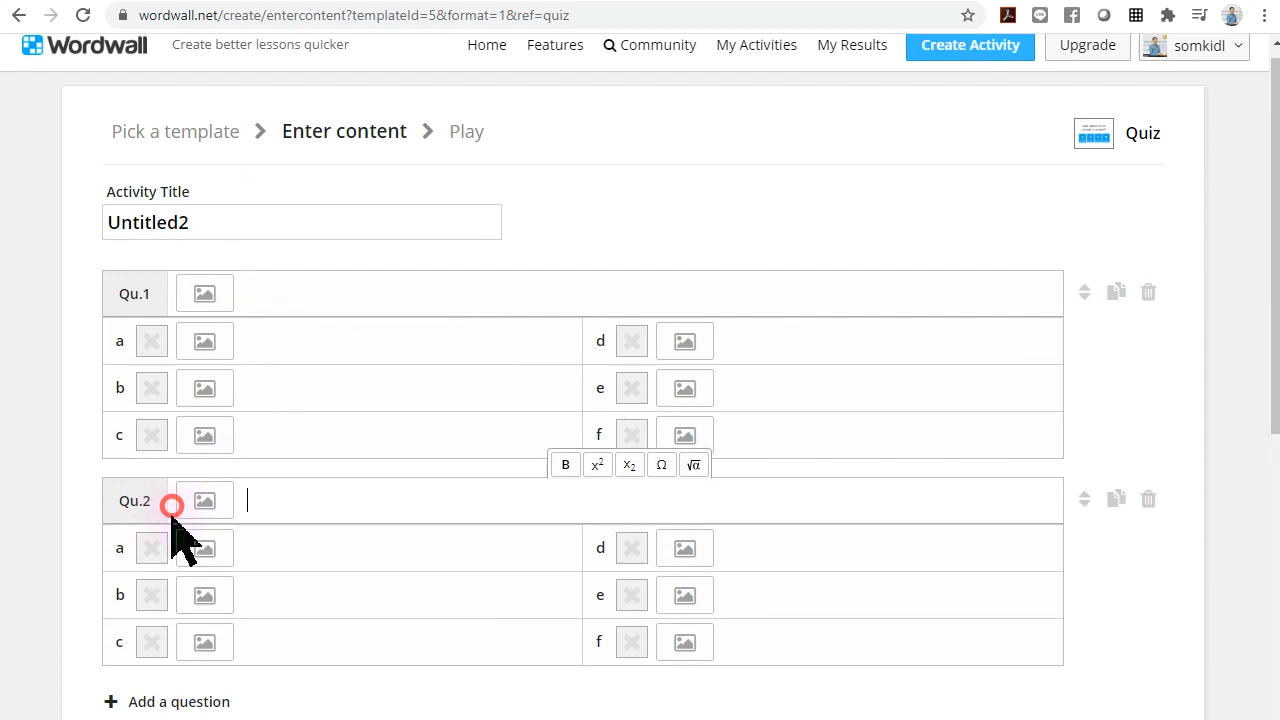 wordwall.net/create/entercontent?templateId=5&format=1&ref=quiz
Wordwall Create better lessons quicker Home Features Community My Activities My Results Create Activity Upgrade somkidl
Pick a template Enter content Play Quiz
Activity Title
Untitled2
Qu.1
a d
b e
c f
B x² x₂ Ω √α
Qu.2
a d
b e
c f
+ Add a question